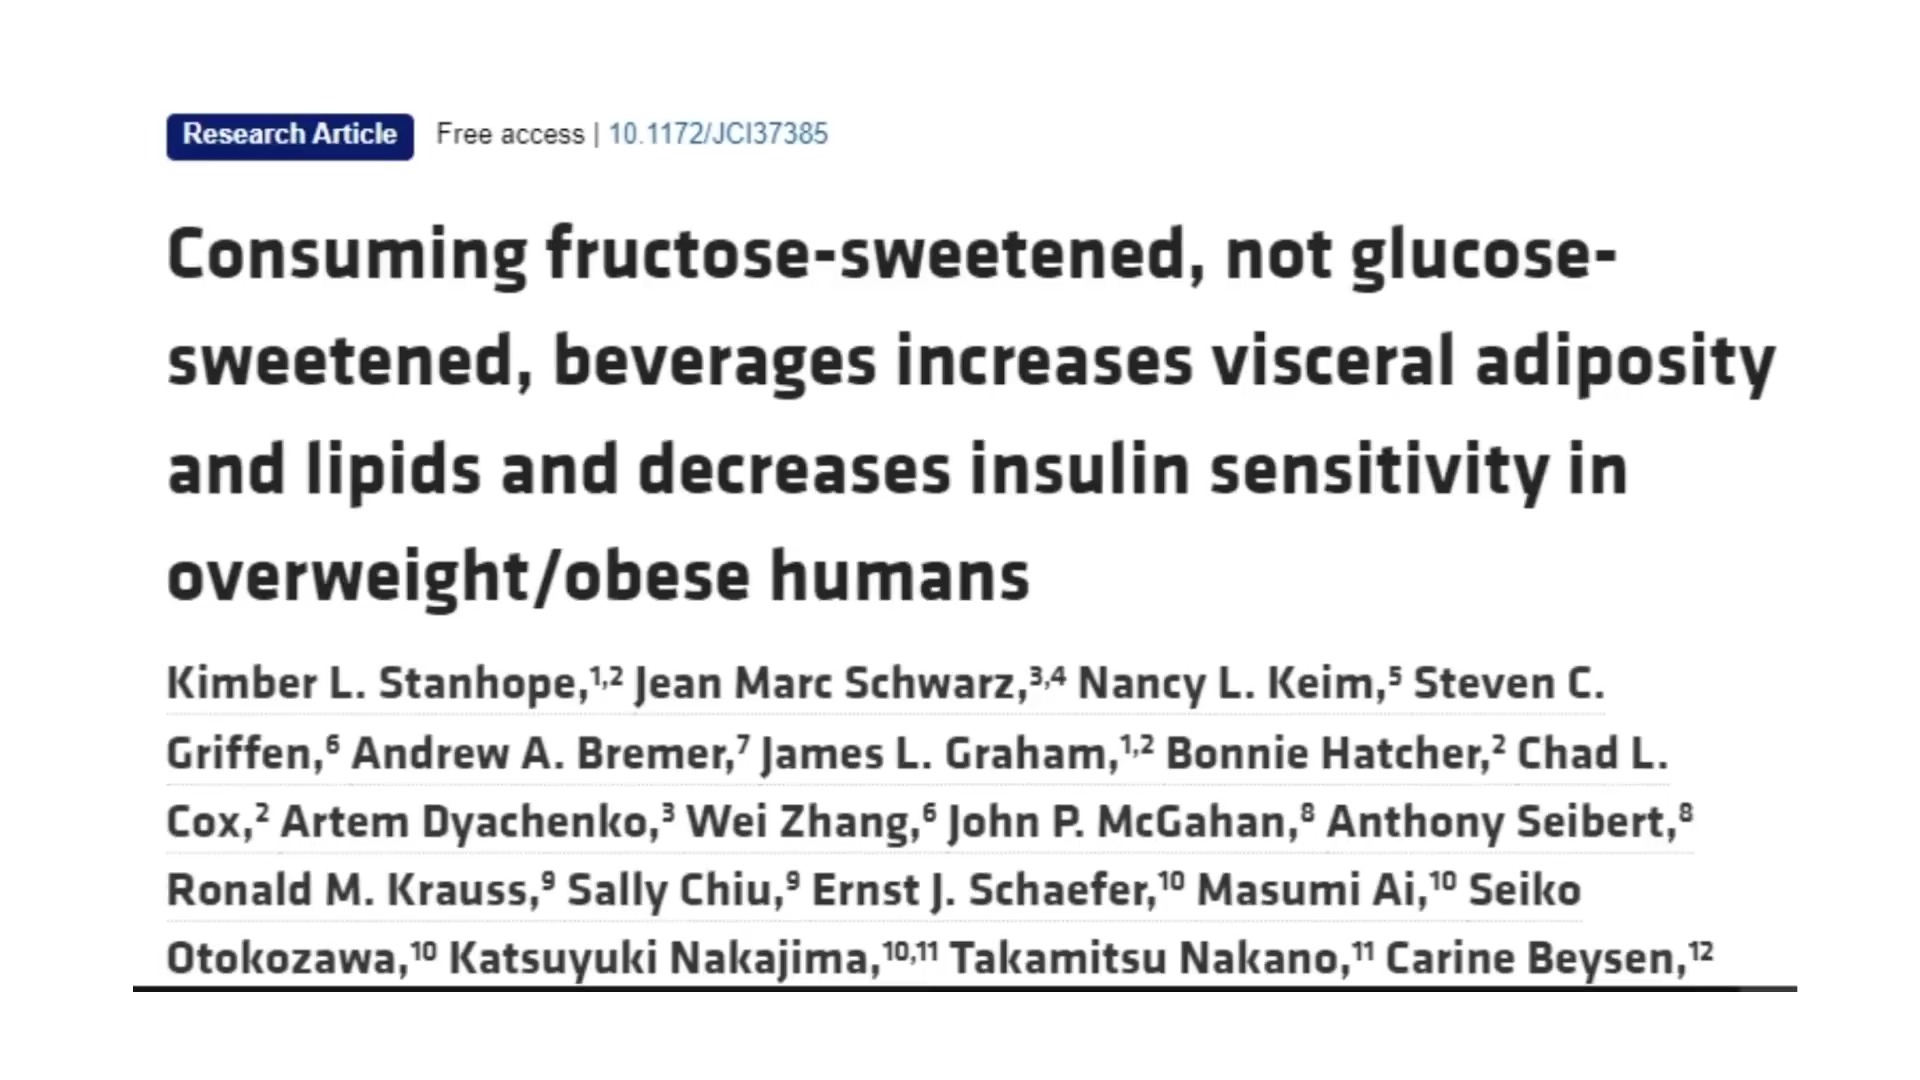 Research Article Free access | 10.1172/JCI37385
Consuming fructose-sweetened, not glucose-
sweetened, beverages increases visceral adiposity
and lipids and decreases insulin sensitivity in
overweight/obese humans
Kimber L. Stanhope,1,2 Jean Marc Schwarz,3,4 Nancy L. Keim,5 Steven C.
Griffen,6 Andrew A. Bremer,7 James L. Graham,1,2 Bonnie Hatcher,2 Chad L.
Cox,2 Artem Dyachenko,3 Wei Zhang,6 John P. McGahan,8 Anthony Seibert,8
Ronald M. Krauss,9 Sally Chiu,9 Ernst J. Schaefer,10 Masumi Ai,10 Seiko
Otokozawa,10 Katsuyuki Nakajima,10,11 Takamitsu Nakano,11 Carine Beysen,12